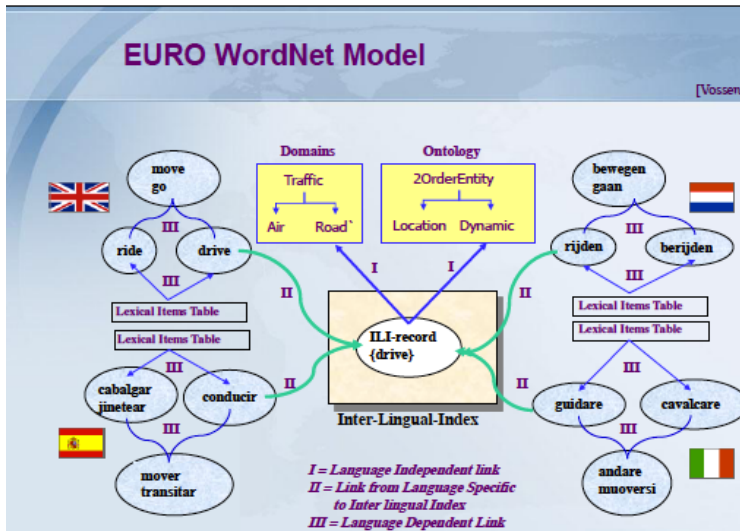 EURO WordNet Model
[Vossen
Domains
Ontology
move
go
Traffic
Air
Road`
2OrderEntity
Location
Dynamic
bewegen
gaan
III
III
ride
drive
I
I
rijden
berijden
III
III
II
II
Lexical Items Table
Lexical Items Table
Lexical Items Table
Lexical Items Table
ILI-record
{drive}
III
III
cabalgar
jinetear
conducir
II
II
guidare
cavalcare
Inter-Lingual-Index
III
III
mover
transitar
andare
muoversi
I = Language Independent link
II = Link from Language Specific
to Inter lingual Index
III = Language Dependent Link